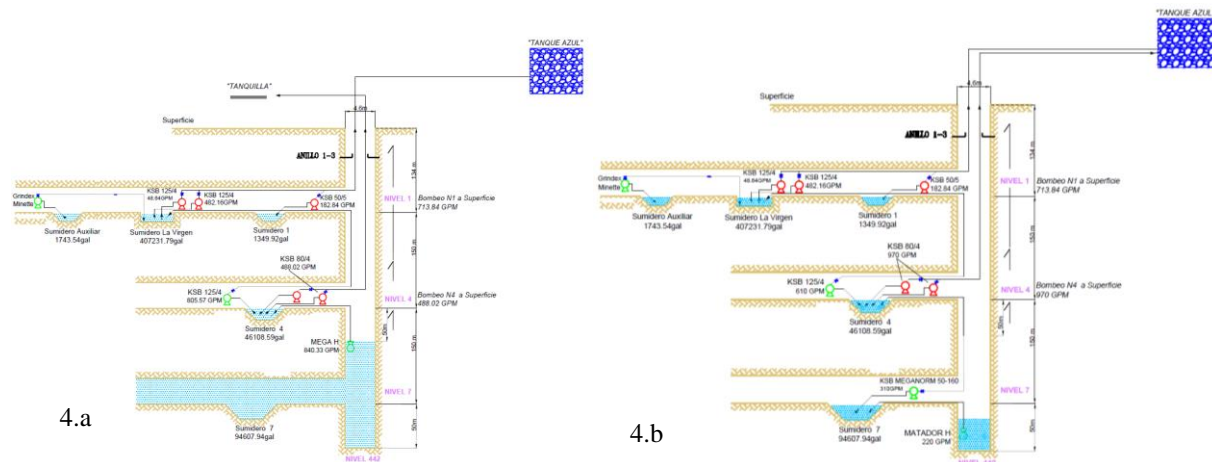 "TANQUE AZUL"
"TANQUILLA"
4.6m
Superficie
ANILLO 1-3
134 m
Grindex
Minette
KSB 125/4
48.84GPM
KSB 125/4
482.16GPM
KSB 50/5
182.84 GPM
NIVEL 1
Bombeo N1 a Superficie
713.84 GPM
Sumidero Auxiliar
1743.54gal
Sumidero La Virgen
407231.79gal
Sumidero 1
1349.92gal
150 m
KSB 80/4
488.02 GPM
KSB 125/4
605.57 GPM
NIVEL 4
Bombeo N4 a Superficie
488.02 GPM
Sumidero 4
46108.59gal
50m
MEGA H
840.33 GPM
150 m
NIVEL 7
Sumidero 7
94607.94gal
50m
NIVEL 442
4.a
"TANQUE AZUL"
4.6m
Superficie
ANILLO 1-3
134 m
Grindex
Minette
KSB 125/4
48.84GPM
KSB 125/4
482.16GPM
KSB 50/5
182.84 GPM
NIVEL 1
Bombeo N1 a Superficie
713.84 GPM
Sumidero Auxiliar
1743.54gal
Sumidero La Virgen
407231.79gal
Sumidero 1
1349.92gal
153 m
KSB 80/4
970 GPM
KSB 125/4
610 GPM
NIVEL 4
Bombeo N4 a Superficie
970 GPM
Sumidero 4
46108.59gal
50m
150 m
KSB MEGANORM 50-160
310GPM
NIVEL 7
Sumidero 7
94607.94gal
MATADOR H
220 GPM
50m
4.b